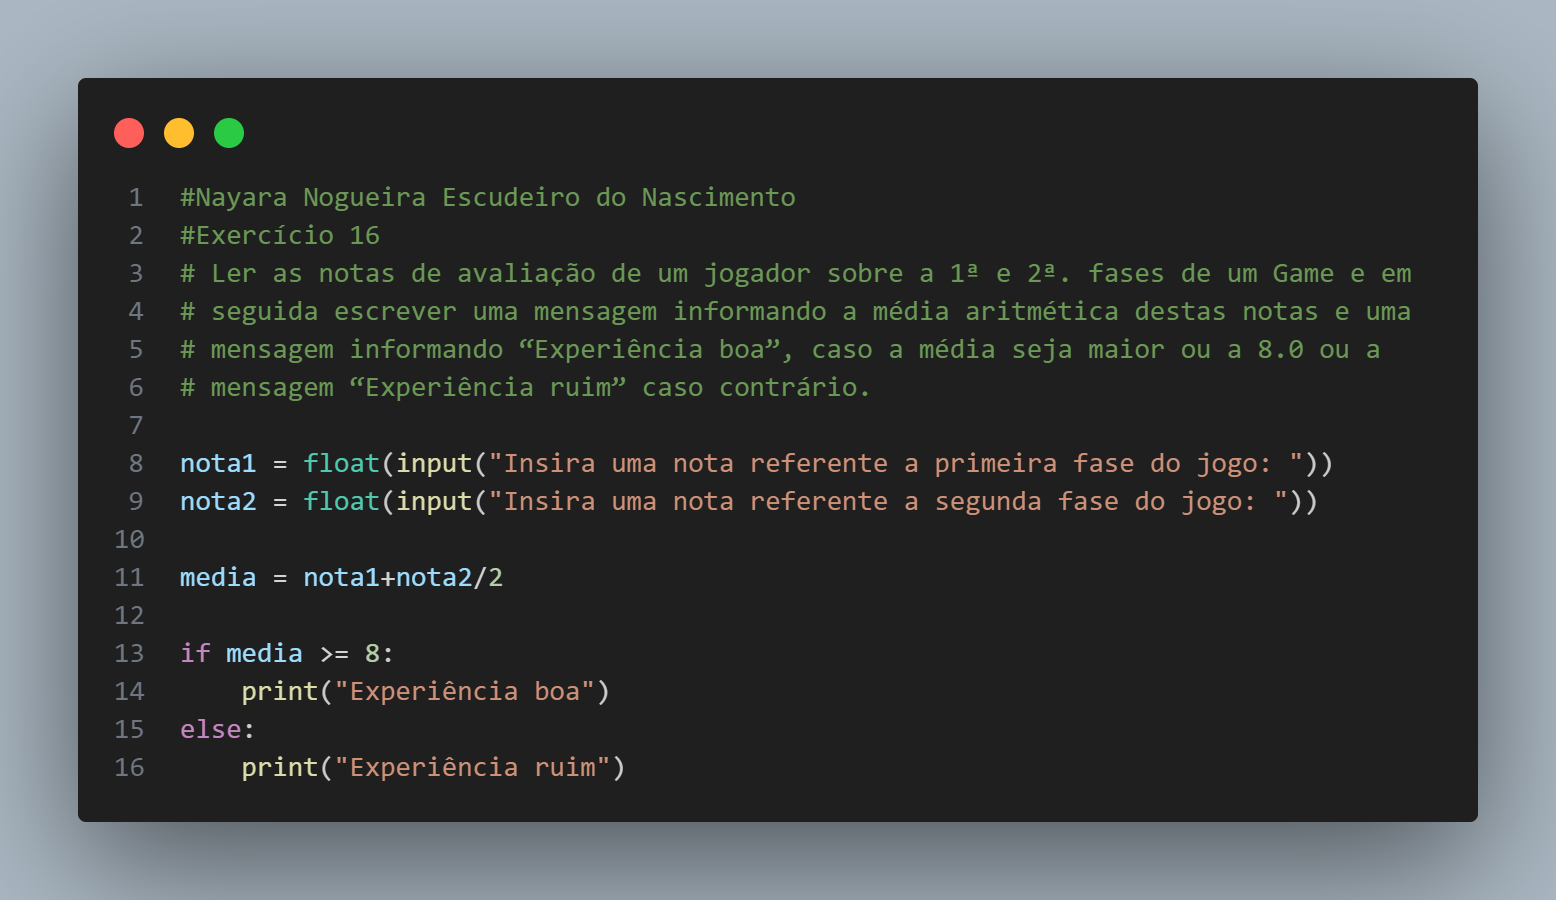 1 #Nayara Nogueira Escudeiro do Nascimento
2 #Exercício 16
3 # Ler as notas de avaliação de um jogador sobre a 1ª e 2ª. fases de um Game e em
4 # seguida escrever uma mensagem informando a média aritmética destas notas e uma
5 # mensagem informando “Experiência boa”, caso a média seja maior ou a 8.0 ou a
6 # mensagem “Experiência ruim” caso contrário.
7
8 nota1 = float(input("Insira uma nota referente a primeira fase do jogo: "))
9 nota2 = float(input("Insira uma nota referente a segunda fase do jogo: "))
10
11 media = nota1+nota2/2
12
13 if media >= 8:
14     print("Experiência boa")
15 else:
16     print("Experiência ruim")